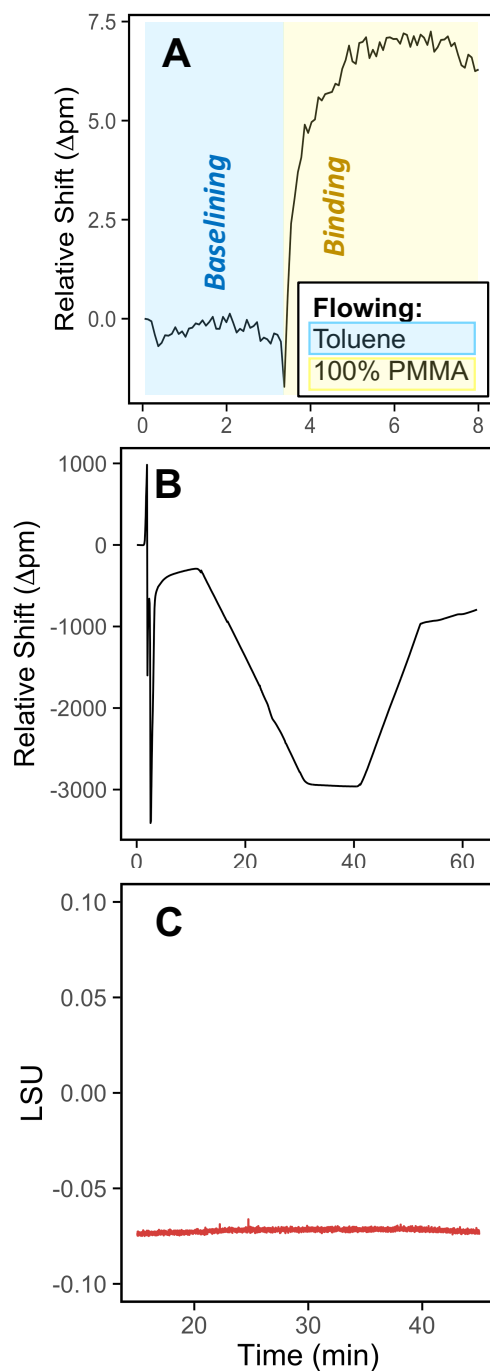 A
7.5
5.0
2.5
0.0
Relative Shift (Δpm)
Baselining
Binding
Flowing:
Toluene
100% PMMA
0 2 4 6 8
B
1000
0
-1000
-2000
-3000
Relative Shift (Δpm)
0 20 40 60
C
0.10
0.05
0.00
-0.05
-0.10
LSU
20 30 40
Time (min)